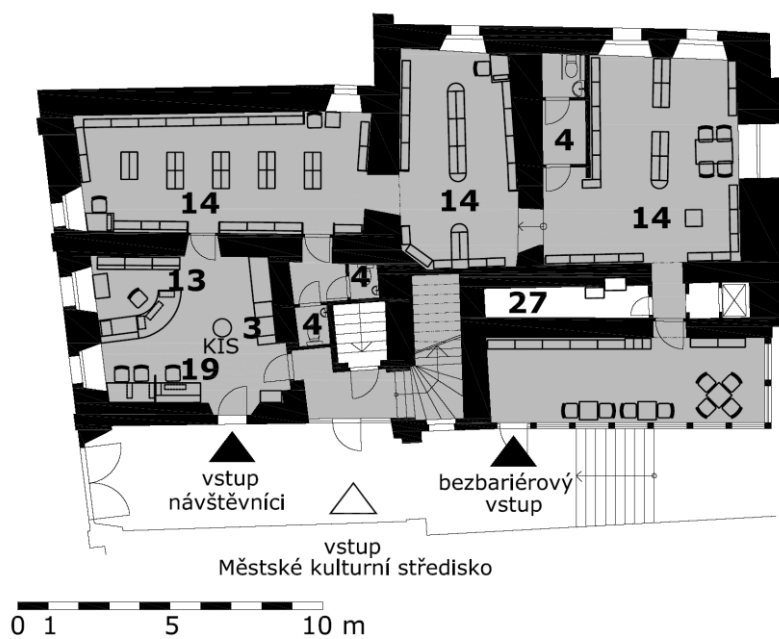 4
14
14
14
13
4
27
3
4
KIS
19
vstup
návštěvníci
bezbariérový
vstup
vstup
Městské kulturní středisko
0 1 5 10 m